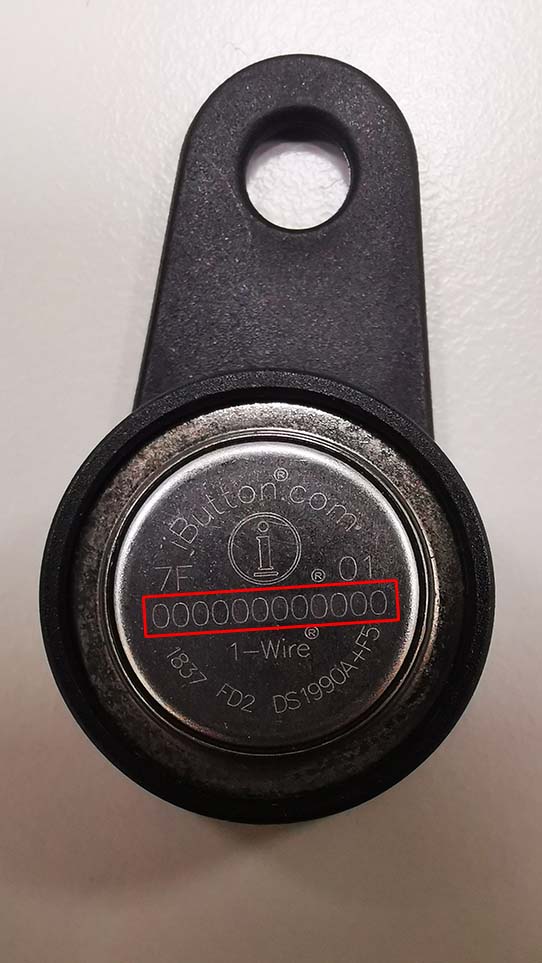 iButton.com®
i
7F ® 01
000000000000
1-Wire®
1837 FD2 DS1990A+F5